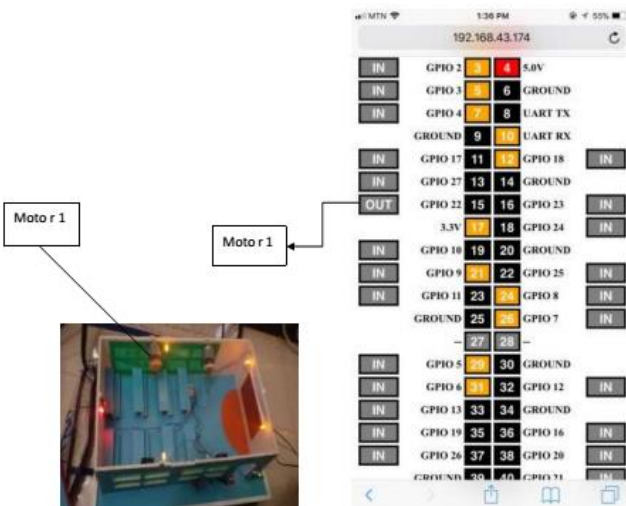 MTN 1:36 PM 55%
192.168.43.174
IN GPIO 2 3 4 5.0V
IN GPIO 3 5 6 GROUND
IN GPIO 4 7 8 UART TX
GROUND 9 10 UART RX
IN GPIO 17 11 12 GPIO 18 IN
IN GPIO 27 13 14 GROUND
OUT GPIO 22 15 16 GPIO 23 IN
3.3V 17 18 GPIO 24 IN
IN GPIO 10 19 20 GROUND
IN GPIO 9 21 22 GPIO 25 IN
IN GPIO 11 23 24 GPIO 8 IN
GROUND 25 26 GPIO 7 IN
– 27 28 –
IN GPIO 5 29 30 GROUND
IN GPIO 6 31 32 GPIO 12 IN
IN GPIO 13 33 34 GROUND
IN GPIO 19 35 36 GPIO 16 IN
IN GPIO 26 37 38 GPIO 20 IN
GROUND 39 40 GPIO 21 IN
Moto r 1
Moto r 1